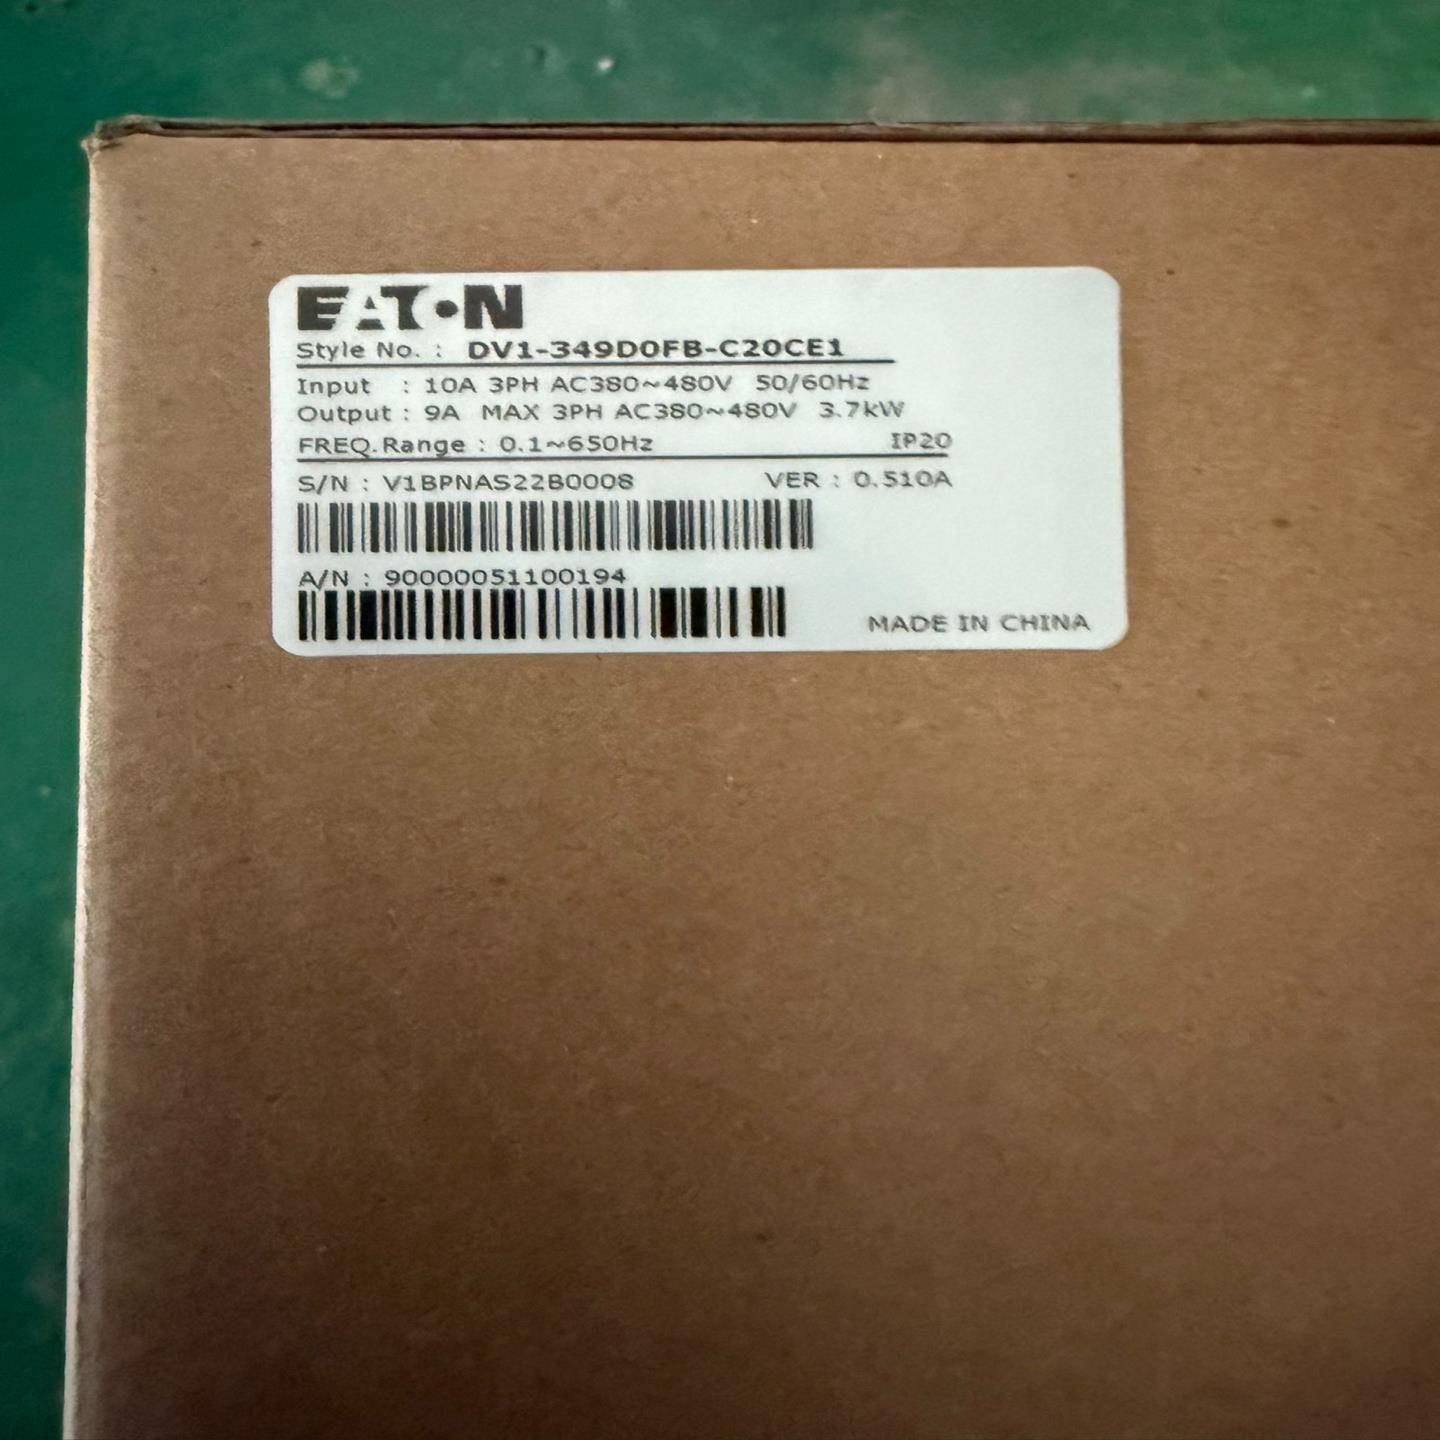 EATON
Style No. : DV1-349D0FB-C20CE1
Input : 10A 3PH AC380~480V 50/60Hz
Output : 9A MAX 3PH AC380~480V 3.7kW
FREQ.Range : 0.1~650Hz IP20
S/N : V1BPNAS22B0008 VER : 0.510A
A/N : 90000051100194
MADE IN CHINA